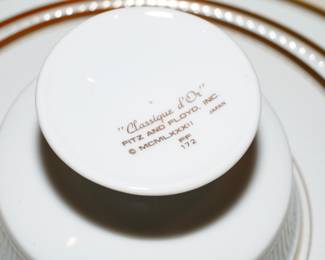 "Classique d'Or"
FITZ AND FLOYD, INC.
© MCMLXXXII JAPAN
FF
172